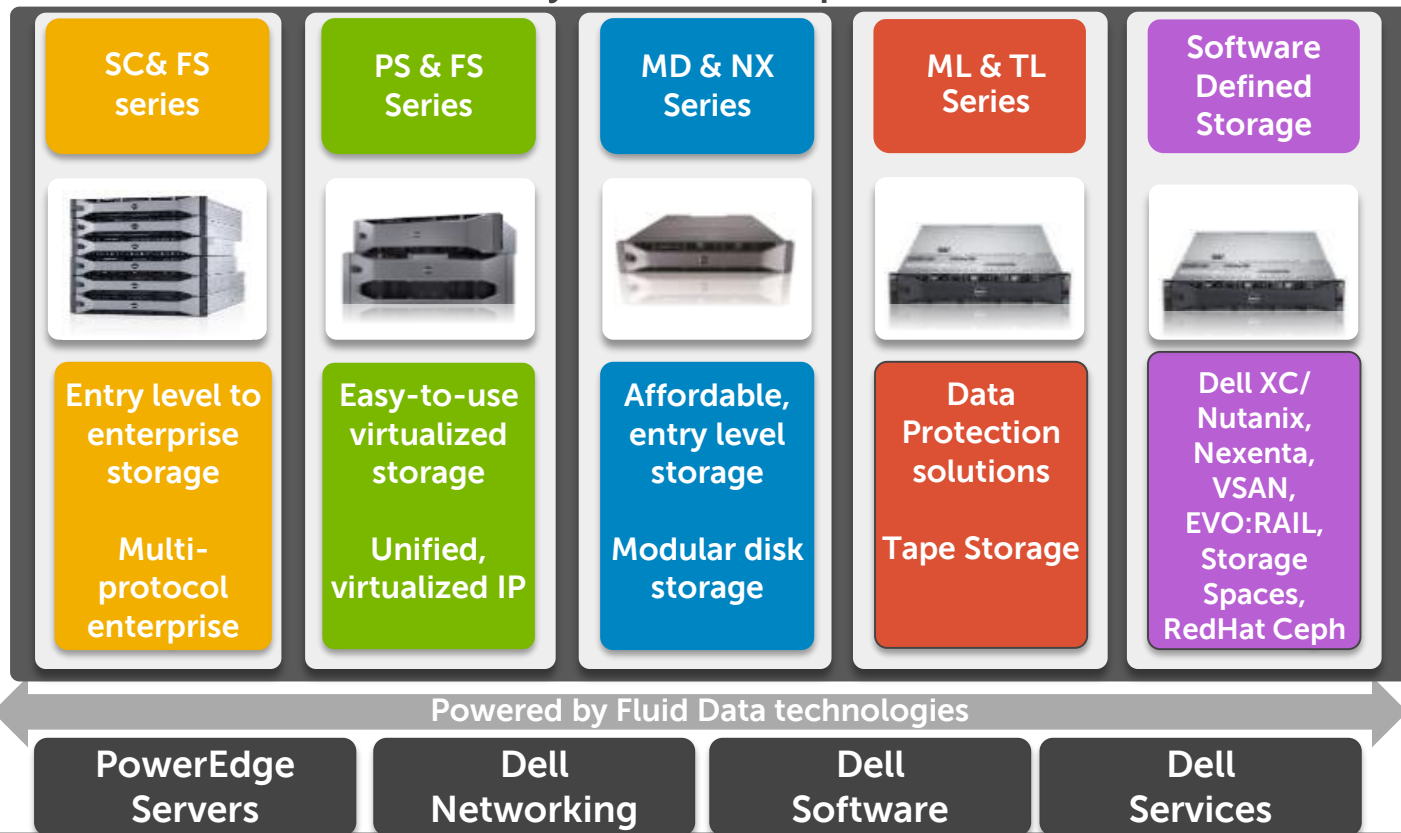 SC& FS
series
PS & FS
Series
MD & NX
Series
ML & TL
Series
Software
Defined
Storage
Entry level to
enterprise
storage
Multi-
protocol
enterprise
Easy-to-use
virtualized
storage
Unified,
virtualized IP
Affordable,
entry level
storage
Modular disk
storage
Data
Protection
solutions
Tape Storage
Dell XC/
Nutanix,
Nexenta,
VSAN,
EVO:RAIL,
Storage
Spaces,
RedHat Ceph
Powered by Fluid Data technologies
PowerEdge
Servers
Dell
Networking
Dell
Software
Dell
Services